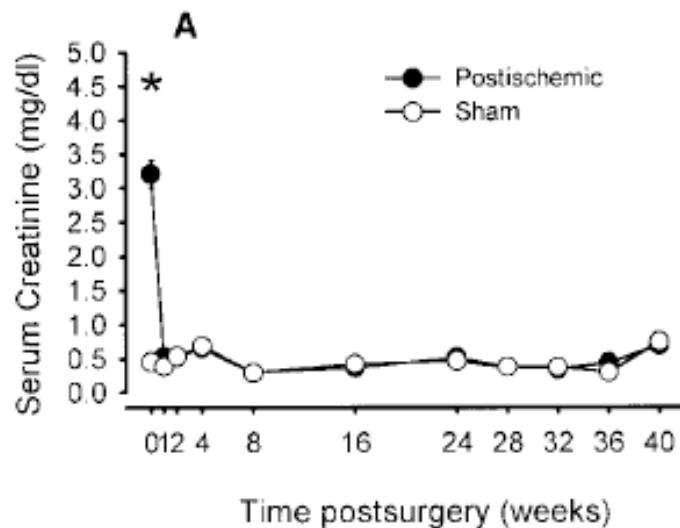 A
5.0
4.5
4.0
3.5
3.0
2.5
2.0
1.5
1.0
0.5
0.0
*
Serum Creatinine (mg/dl)
Postischemic
Sham
0 1 2 4 8 16 24 28 32 36 40
Time postsurgery (weeks)